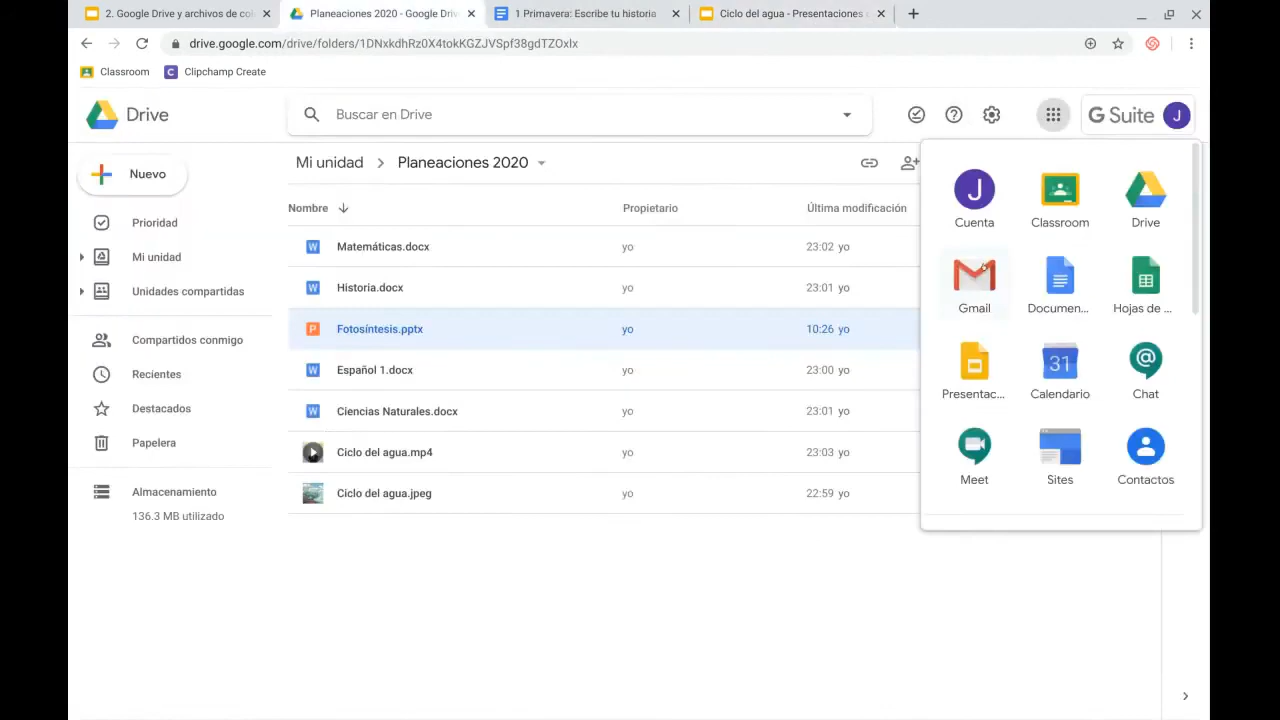 2. Google Drive y archivos de col
Planeaciones 2020 - Google Driv
1 Primavera: Escribe tu historia
Ciclo del agua - Presentaciones
drive.google.com/drive/folders/1DNxkdhRz0X4tokKGZJVSpf38gdTZOxlx
Classroom
Clipchamp Create
Drive
Buscar en Drive
G Suite
J
Nuevo
Prioridad
Mi unidad
Unidades compartidas
Compartidos conmigo
Recientes
Destacados
Papelera
Almacenamiento
136.3 MB utilizado
Mi unidad > Planeaciones 2020
Nombre Propietario Última modificación
W Matemáticas.docx yo 23:02 yo
W Historia.docx yo 23:01 yo
P Fotosíntesis.pptx yo 10:26 yo
W Español 1.docx yo 23:00 yo
W Ciencias Naturales.docx yo 23:01 yo
Ciclo del agua.mp4 yo 23:03 yo
Ciclo del agua.jpeg yo 22:59 yo
J
Cuenta Classroom Drive
Gmail Documen... Hojas de ...
31
Presentac... Calendario Chat
Meet Sites Contactos